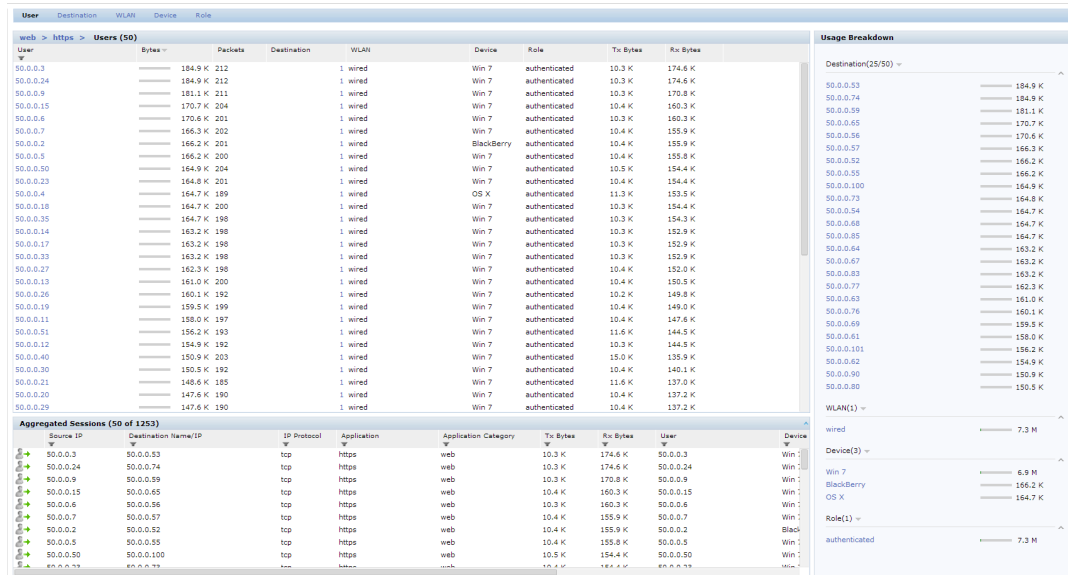 User Destination WLAN Device Role
web > https > Users (50)
User Bytes Packets Destination WLAN Device Role Tx Bytes Rx Bytes
50.0.0.3 184.9 K 212 1 wired Win 7 authenticated 10.3 K 174.6 K
50.0.0.24 184.9 K 212 1 wired Win 7 authenticated 10.3 K 174.6 K
50.0.0.9 181.1 K 211 1 wired Win 7 authenticated 10.3 K 170.8 K
50.0.0.15 170.7 K 204 1 wired Win 7 authenticated 10.4 K 160.3 K
50.0.0.6 170.6 K 201 1 wired Win 7 authenticated 10.3 K 160.3 K
50.0.0.7 166.3 K 202 1 wired Win 7 authenticated 10.4 K 155.9 K
50.0.0.2 166.2 K 201 1 wired BlackBerry authenticated 10.4 K 155.9 K
50.0.0.5 166.2 K 200 1 wired Win 7 authenticated 10.4 K 155.8 K
50.0.0.50 164.9 K 204 1 wired Win 7 authenticated 10.5 K 154.4 K
50.0.0.23 164.8 K 201 1 wired Win 7 authenticated 10.4 K 154.4 K
50.0.0.4 164.7 K 189 1 wired OS X authenticated 11.3 K 153.5 K
50.0.0.18 164.7 K 200 1 wired Win 7 authenticated 10.3 K 154.4 K
50.0.0.35 164.7 K 198 1 wired Win 7 authenticated 10.3 K 154.3 K
50.0.0.14 163.2 K 198 1 wired Win 7 authenticated 10.3 K 152.9 K
50.0.0.17 163.2 K 198 1 wired Win 7 authenticated 10.3 K 152.9 K
50.0.0.33 163.2 K 198 1 wired Win 7 authenticated 10.3 K 152.9 K
50.0.0.27 162.3 K 198 1 wired Win 7 authenticated 10.4 K 152.0 K
50.0.0.13 161.0 K 200 1 wired Win 7 authenticated 10.4 K 150.5 K
50.0.0.26 160.1 K 192 1 wired Win 7 authenticated 10.2 K 149.8 K
50.0.0.19 159.5 K 199 1 wired Win 7 authenticated 10.4 K 149.0 K
50.0.0.11 158.0 K 197 1 wired Win 7 authenticated 10.4 K 147.6 K
50.0.0.51 156.2 K 193 1 wired Win 7 authenticated 11.6 K 144.5 K
50.0.0.12 154.9 K 192 1 wired Win 7 authenticated 10.3 K 144.5 K
50.0.0.40 150.9 K 203 1 wired Win 7 authenticated 15.0 K 135.9 K
50.0.0.30 150.5 K 192 1 wired Win 7 authenticated 10.4 K 140.1 K
50.0.0.21 148.6 K 185 1 wired Win 7 authenticated 11.6 K 137.0 K
50.0.0.20 147.6 K 190 1 wired Win 7 authenticated 10.4 K 137.2 K
50.0.0.29 147.6 K 190 1 wired Win 7 authenticated 10.4 K 137.2 K
Aggregated Sessions (50 of 1253)
Source IP Destination Name/IP IP Protocol Application Application Category Tx Bytes Rx Bytes User Device
50.0.0.3 50.0.0.53 tcp https web 10.3 K 174.6 K 50.0.0.3 Win
50.0.0.24 50.0.0.74 tcp https web 10.3 K 174.6 K 50.0.0.24 Win
50.0.0.9 50.0.0.59 tcp https web 10.3 K 170.8 K 50.0.0.9 Win
50.0.0.15 50.0.0.65 tcp https web 10.4 K 160.3 K 50.0.0.15 Win
50.0.0.6 50.0.0.56 tcp https web 10.3 K 160.3 K 50.0.0.6 Win
50.0.0.7 50.0.0.57 tcp https web 10.4 K 155.9 K 50.0.0.7 Win
50.0.0.2 50.0.0.52 tcp https web 10.4 K 155.9 K 50.0.0.2 Black
50.0.0.5 50.0.0.55 tcp https web 10.4 K 155.8 K 50.0.0.5 Win
50.0.0.50 50.0.0.100 tcp https web 10.5 K 154.4 K 50.0.0.50 Win
50.0.0.23 50.0.0.73 tcp https web 10.4 K 154.4 K 50.0.0.23 Win
Usage Breakdown
Destination(25/50)
50.0.0.53 184.9 K
50.0.0.74 184.9 K
50.0.0.59 181.1 K
50.0.0.65 170.7 K
50.0.0.56 170.6 K
50.0.0.57 166.3 K
50.0.0.52 166.2 K
50.0.0.55 166.2 K
50.0.0.100 164.9 K
50.0.0.73 164.8 K
50.0.0.54 164.7 K
50.0.0.68 164.7 K
50.0.0.85 164.7 K
50.0.0.64 163.2 K
50.0.0.67 163.2 K
50.0.0.83 163.2 K
50.0.0.77 162.3 K
50.0.0.63 161.0 K
50.0.0.76 160.1 K
50.0.0.69 159.5 K
50.0.0.61 158.0 K
50.0.0.101 156.2 K
50.0.0.62 154.9 K
50.0.0.90 150.9 K
50.0.0.80 150.5 K
WLAN(1)
wired 7.3 M
Device(3)
Win 7 6.9 M
BlackBerry 166.2 K
OS X 164.7 K
Role(1)
authenticated 7.3 M